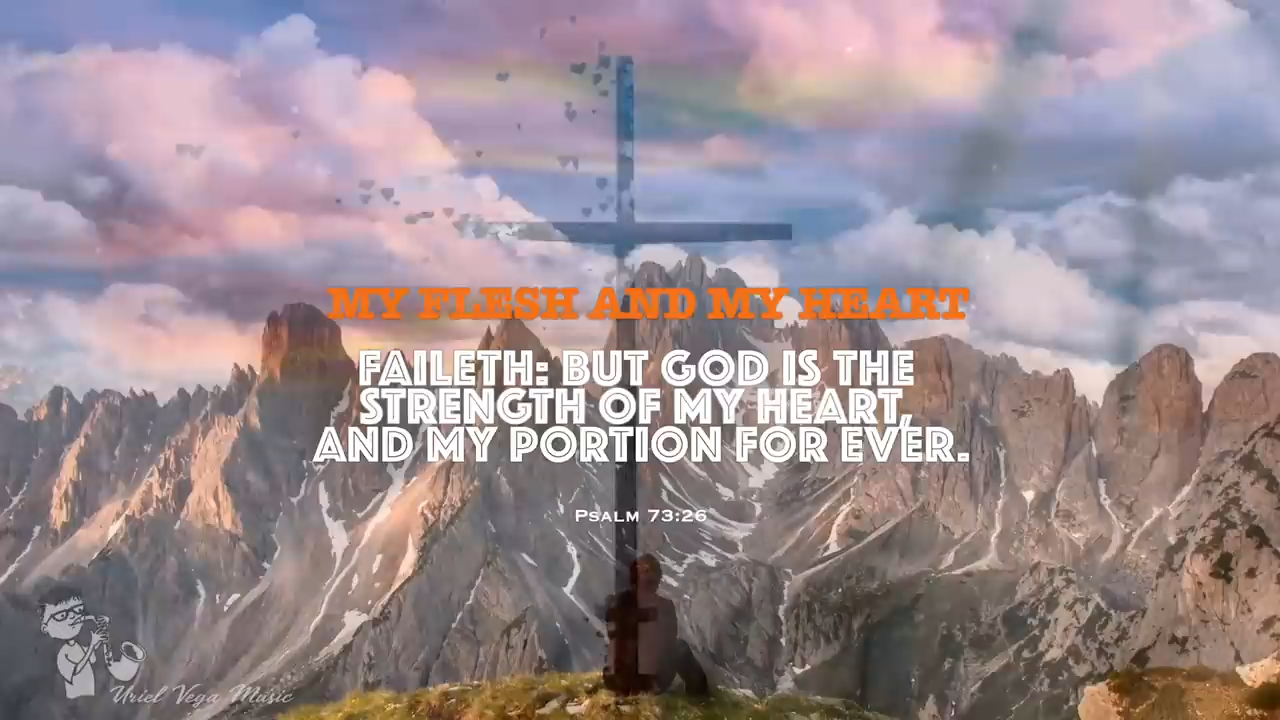 MY FLESH AND MY HEART
FAILETH: BUT GOD IS THE
STRENGTH OF MY HEART,
AND MY PORTION FOR EVER.
PSALM 73:26
Uriel Vega Music